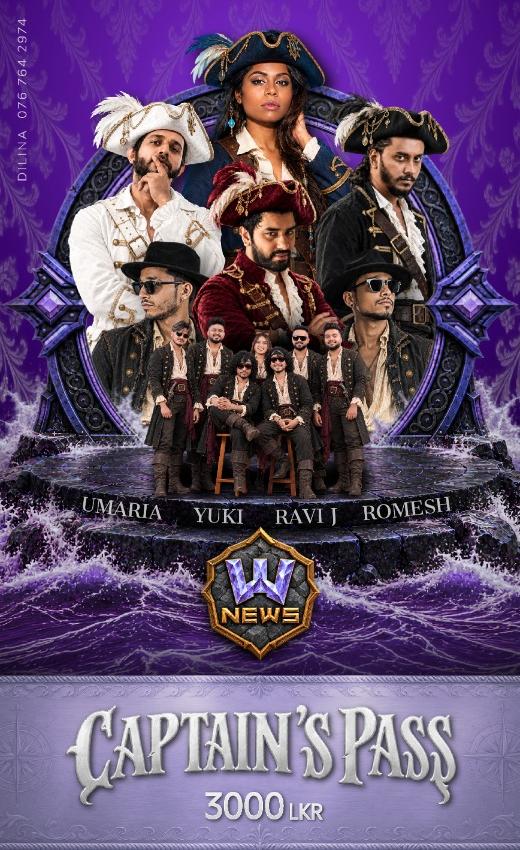 DILINA 076 764 2974
UMARIA YUKI RAVI J ROMESH
W
NEWS
CAPTAIN'S PASS
3000 LKR